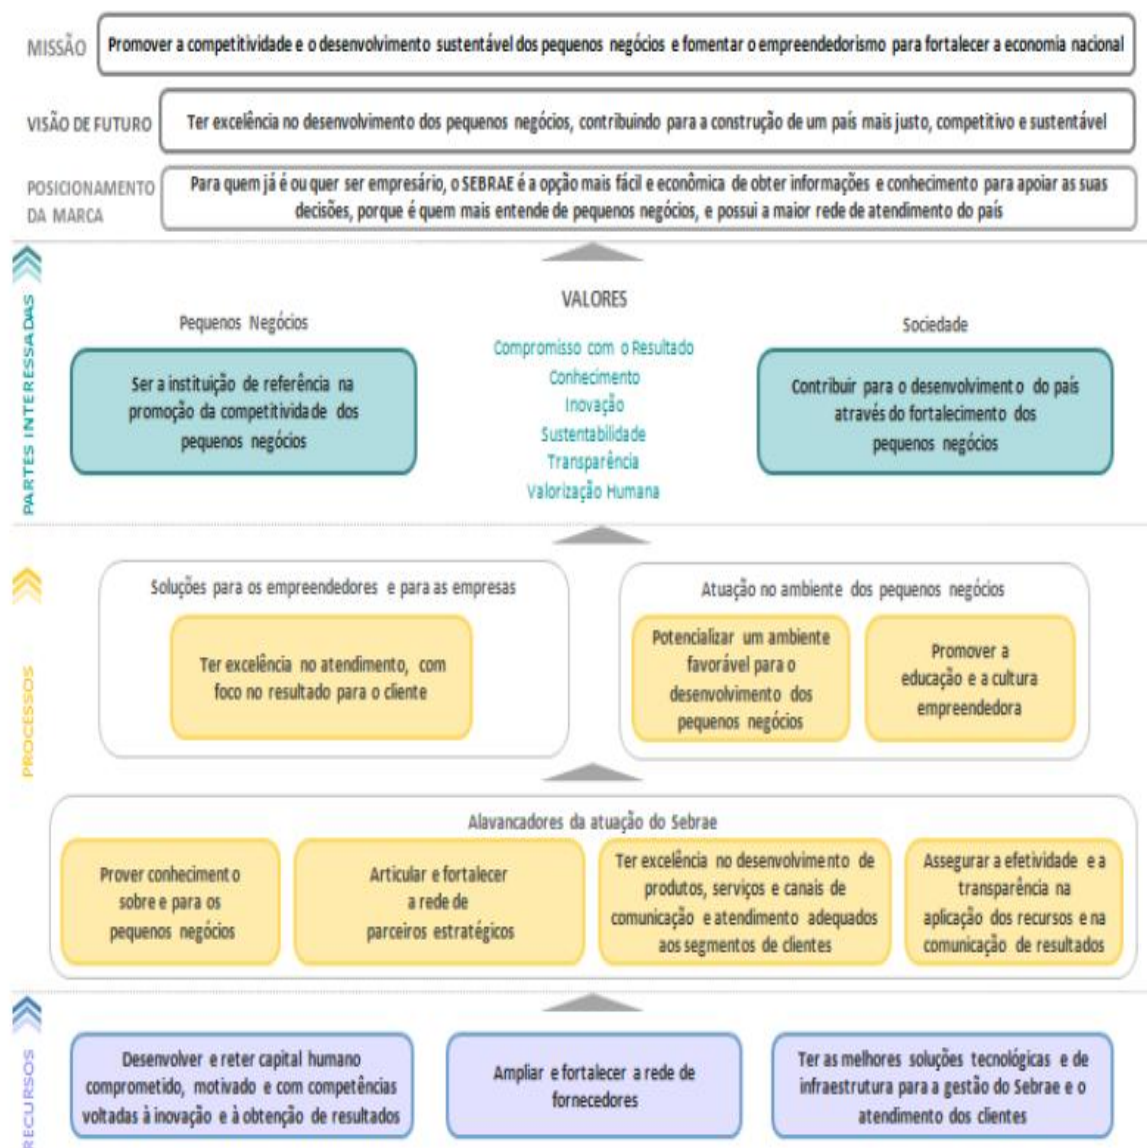 MISSÃO
Promover a competitividade e o desenvolvimento sustentável dos pequenos negócios e fomentar o empreendedorismo para fortalecer a economia nacional
VISÃO DE FUTURO
Ter excelência no desenvolvimento dos pequenos negócios, contribuindo para a construção de um país mais justo, competitivo e sustentável
POSICIONAMENTO
DA MARCA
Para quem já é ou quer ser empresário, o SEBRAE é a opção mais fácil e econômica de obter informações e conhecimento para apoiar as suas
decisões, porque é quem mais entende de pequenos negócios, e possui a maior rede de atendimento do país
PARTES INTERESSADAS
Pequenos Negócios
Ser a instituição de referência na
promoção da competitividade dos
pequenos negócios
VALORES
Compromisso com o Resultado
Conhecimento
Inovação
Sustentabilidade
Transparência
Valorização Humana
Sociedade
Contribuir para o desenvolvimento do país
através do fortalecimento dos
pequenos negócios
PROCESSOS
Soluções para os empreendedores e para as empresas
Ter excelência no atendimento, com
foco no resultado para o cliente
Atuação no ambiente dos pequenos negócios
Potencializar um ambiente
favorável para o
desenvolvimento dos
pequenos negócios
Promover a
educação e a cultura
empreendedora
Alavancadores da atuação do Sebrae
Prover conhecimento
sobre e para os
pequenos negócios
Articular e fortalecer
a rede de
parceiros estratégicos
Ter excelência no desenvolvimento de
produtos, serviços e canais de
comunicação e atendimento adequados
aos segmentos de clientes
Assegurar a efetividade e a
transparência na
aplicação dos recursos e na
comunicação de resultados
RECURSOS
Desenvolver e reter capital humano
comprometido, motivado e com competências
voltadas à inovação e à obtenção de resultados
Ampliar e fortalecer a rede de
fornecedores
Ter as melhores soluções tecnológicas e de
infraestrutura para a gestão do Sebrae e o
atendimento dos clientes